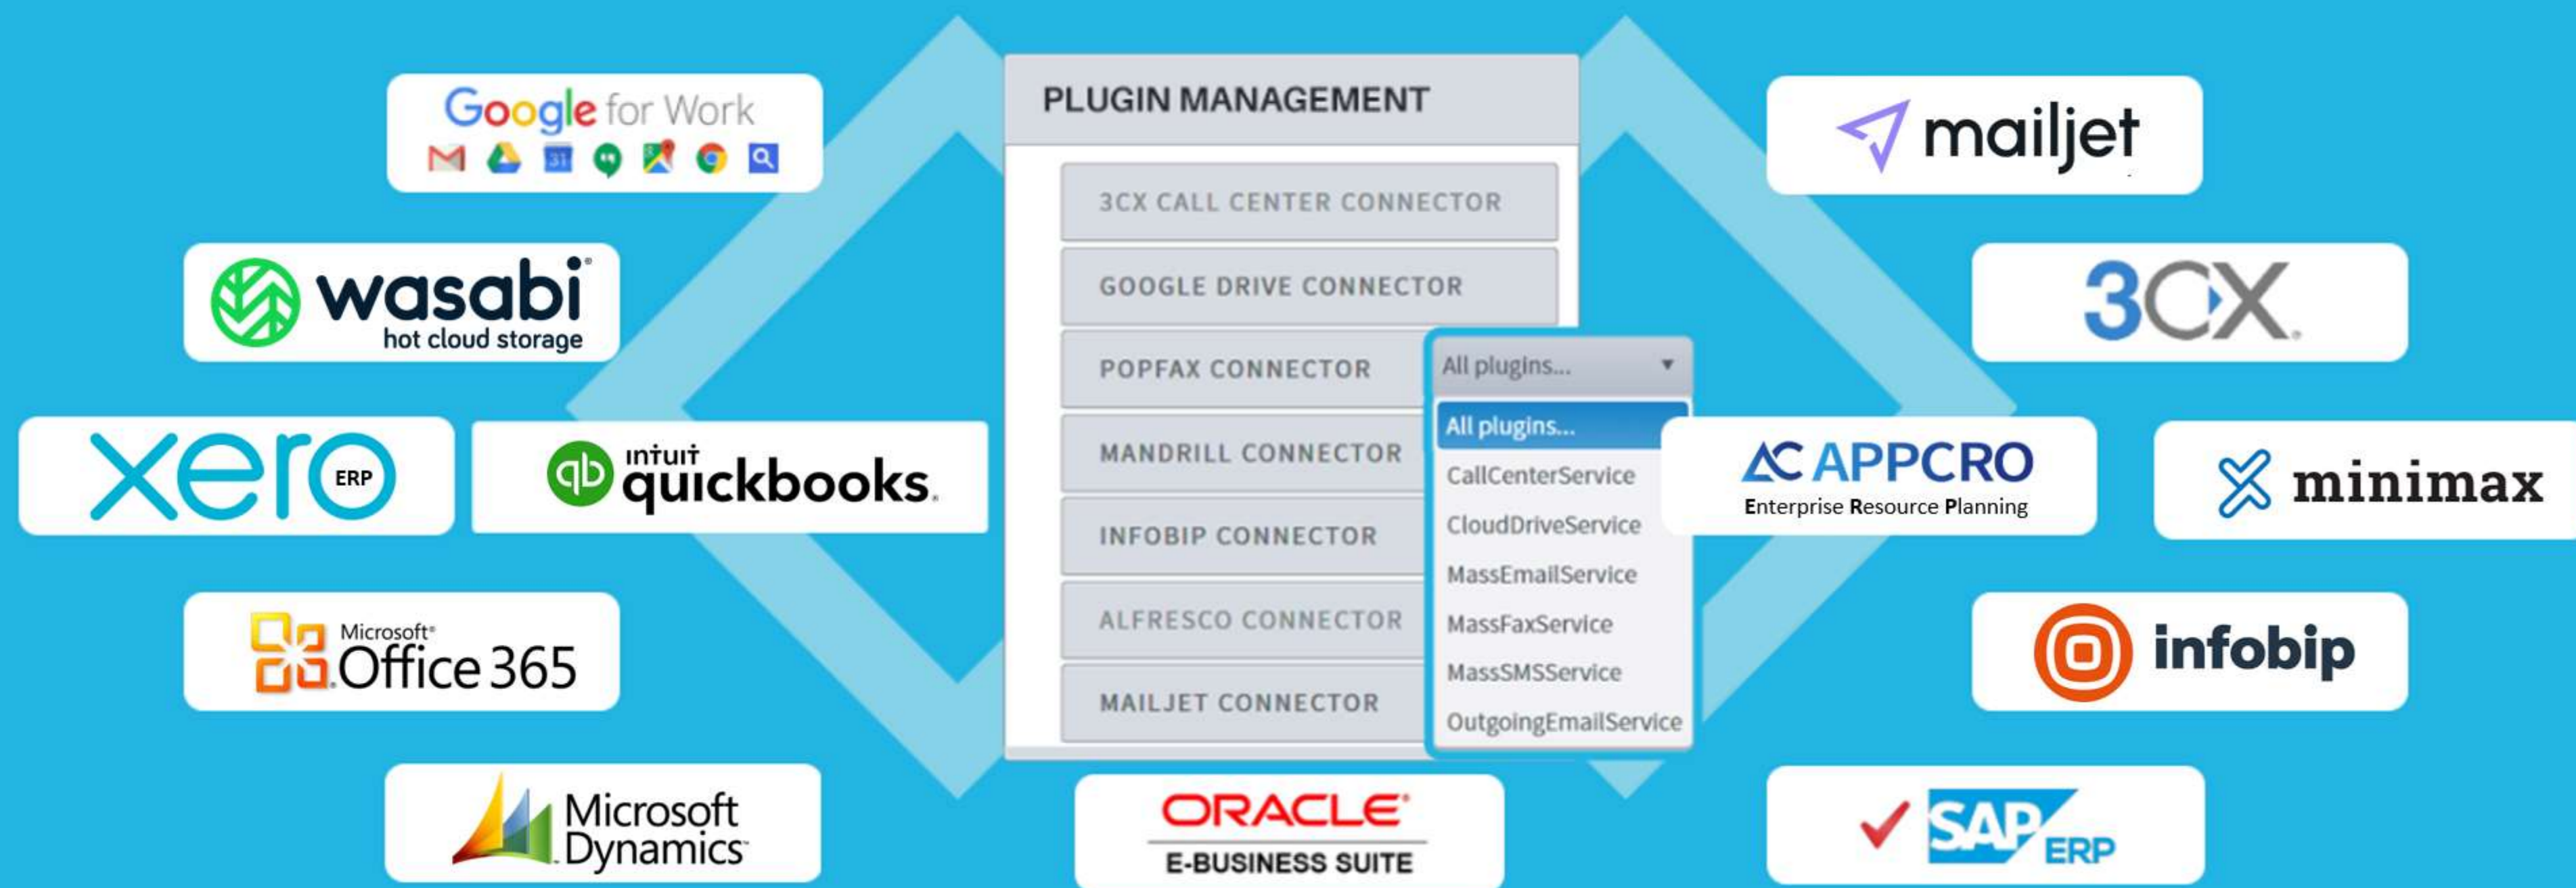 Google for Work
31
wasabi®
hot cloud storage
xero
ERP
qb
intuit
quickbooks.
Microsoft®
Office 365
Microsoft
Dynamics
PLUGIN MANAGEMENT
3CX CALL CENTER CONNECTOR
GOOGLE DRIVE CONNECTOR
POPFAX CONNECTOR
MANDRILL CONNECTOR
INFOBIP CONNECTOR
ALFRESCO CONNECTOR
MAILJET CONNECTOR
All plugins...
All plugins...
CallCenterService
CloudDriveService
MassEmailService
MassFaxService
MassSMSService
OutgoingEmailService
ORACLE®
E-BUSINESS SUITE
mailjet
3CX®
AC APPCRO
Enterprise Resource Planning
minimax
infobip
SAP ERP